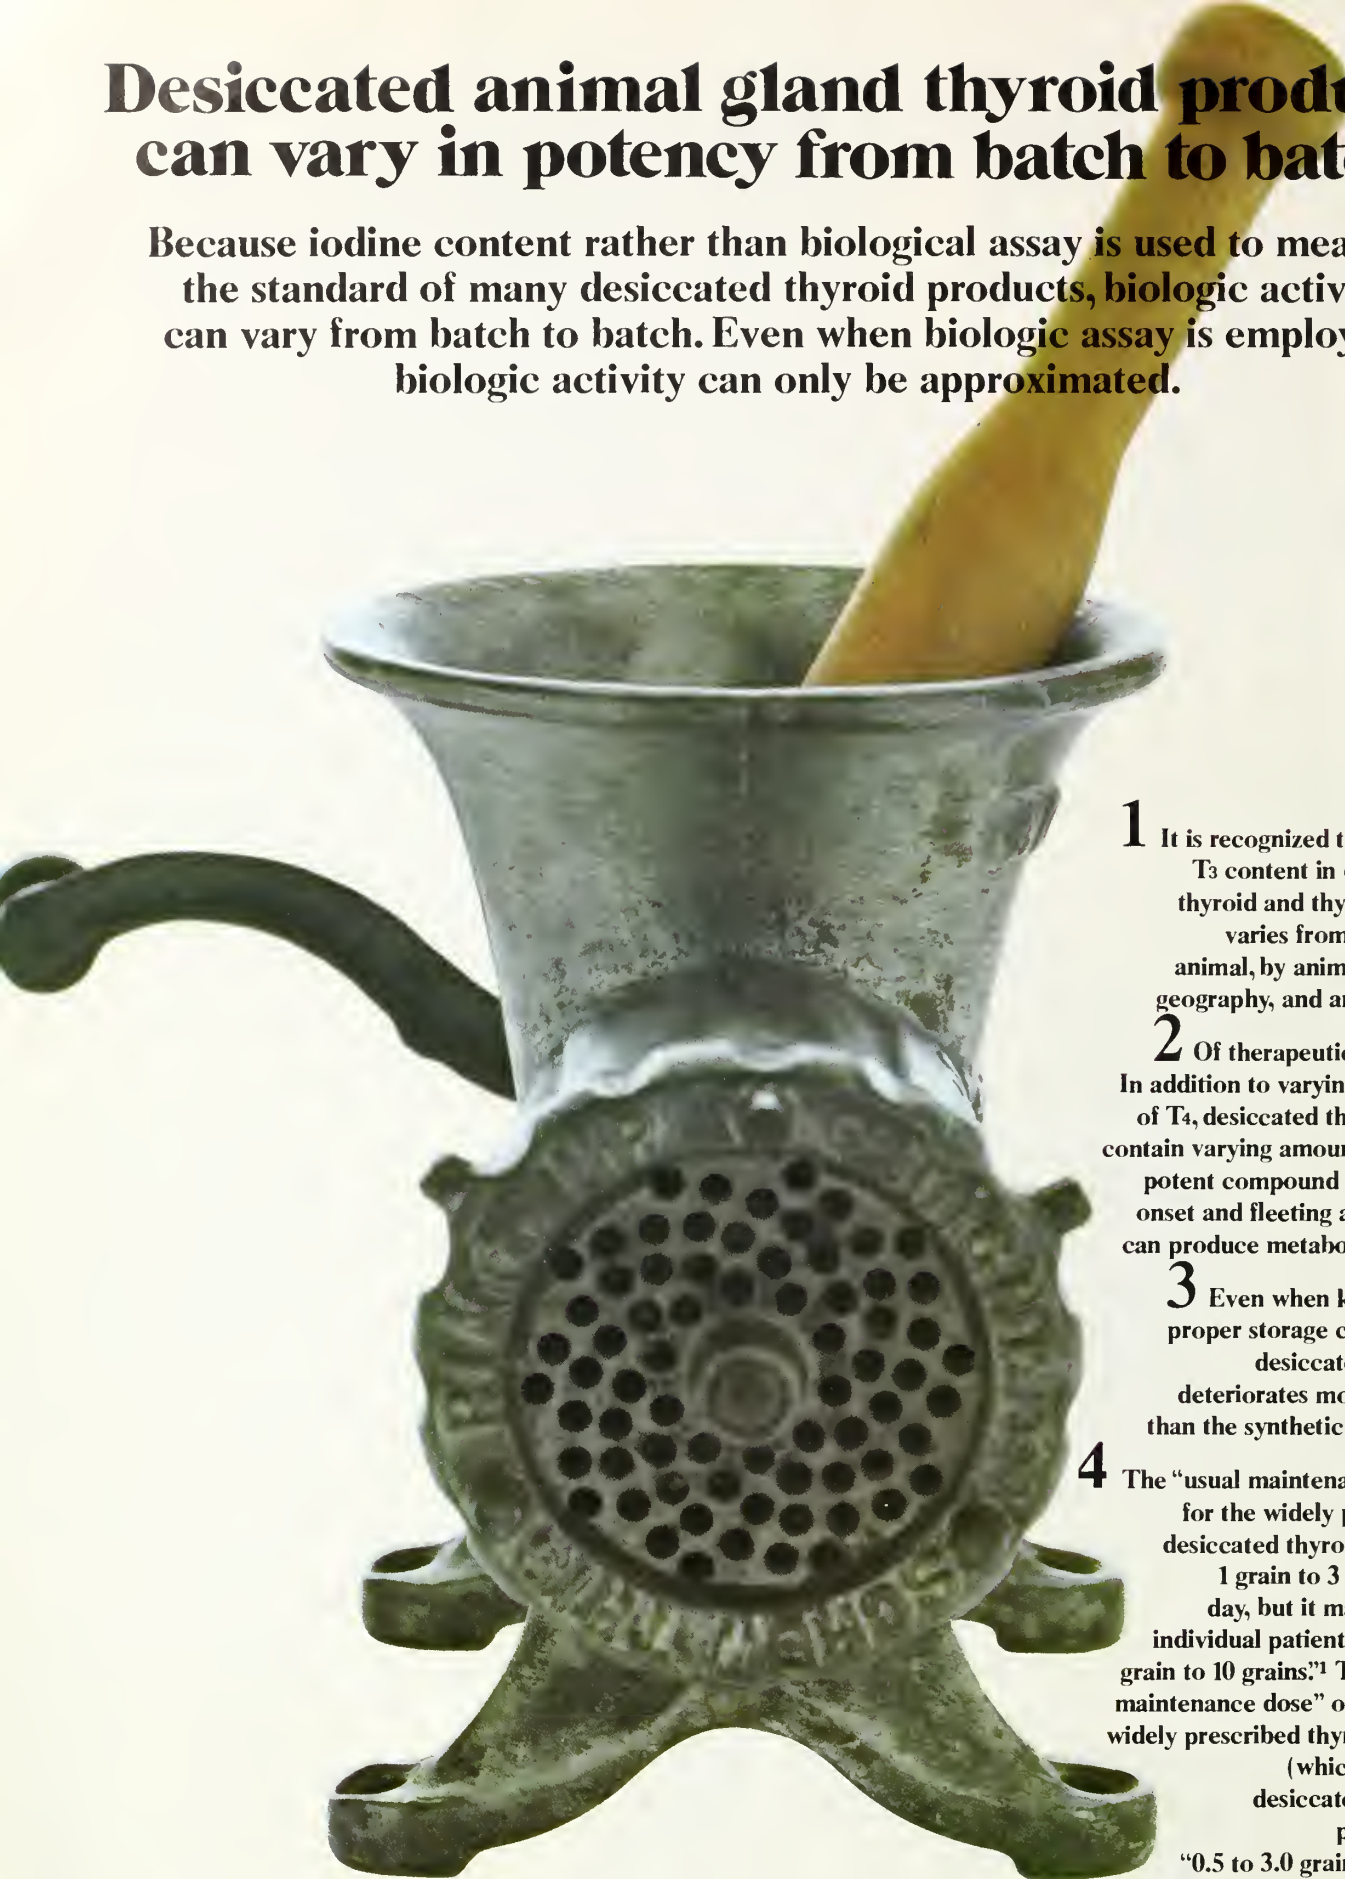 Desiccated animal gland thyroid produ
can vary in potency from batch to bat
Because iodine content rather than biological assay is used to mea
the standard of many desiccated thyroid products, biologic activ
can vary from batch to batch. Even when biologic assay is employ
biologic activity can only be approximated.
1 It is recognized t
T3 content in
thyroid and thy
varies from
animal, by anim
geography, and a
2 Of therapeutic
In addition to varyin
of T4, desiccated th
contain varying amou
potent compound
onset and fleeting a
can produce metabo
3 Even when k
proper storage c
desiccat
deteriorates mo
than the synthetic
4 The “usual maintena
for the widely p
desiccated thyro
1 grain to 3
day, but it m
individual patient
grain to 10 grains.”1 T
maintenance dose” o
widely prescribed thy
(whic
desiccat
p
“0.5 to 3.0 grai